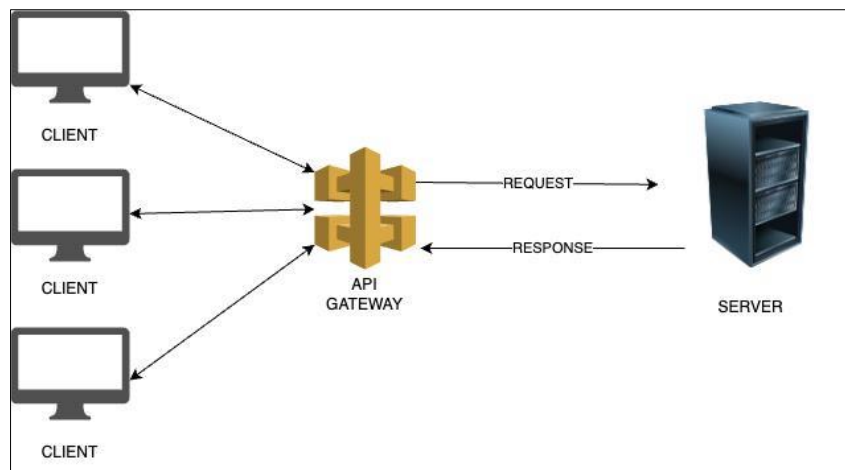 CLIENT
CLIENT
CLIENT
API
GATEWAY
REQUEST
RESPONSE
SERVER